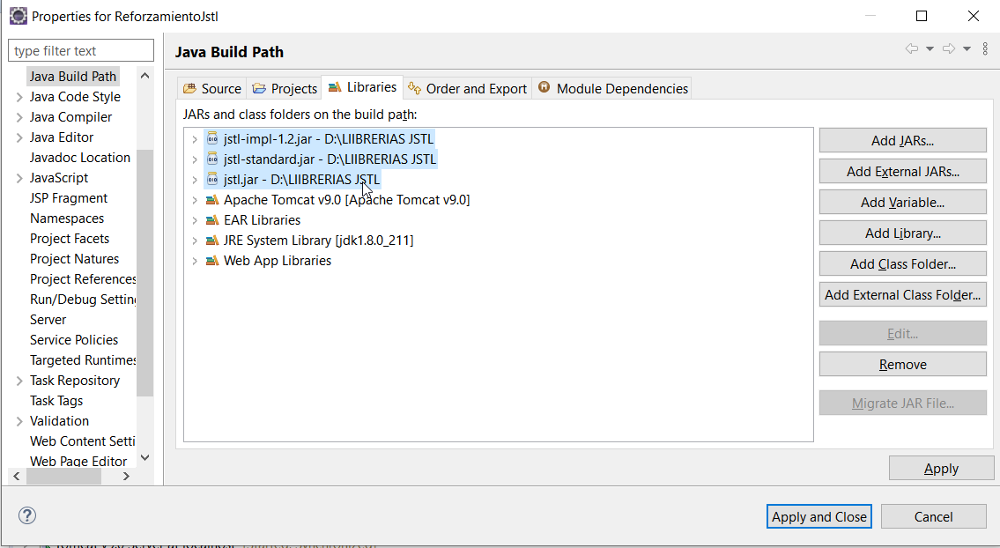 Properties for ReforzamientoJstl
type filter text
Java Build Path
Java Code Style
Java Compiler
Java Editor
Javadoc Location
JavaScript
JSP Fragment
Namespaces
Project Facets
Project Natures
Project References
Run/Debug Settin
Server
Service Policies
Targeted Runtimes
Task Repository
Task Tags
Validation
Web Content Setti
Web Page Editor
Java Build Path
Source Projects Libraries Order and Export Module Dependencies
JARs and class folders on the build path:
jstl-impl-1.2.jar - D:\LIIBRERIAS JSTL
jstl-standard.jar - D:\LIIBRERIAS JSTL
jstl.jar - D:\LIIBRERIAS JSTL
Apache Tomcat v9.0 [Apache Tomcat v9.0]
EAR Libraries
JRE System Library [jdk1.8.0_211]
Web App Libraries
Add JARs...
Add External JARs...
Add Variable...
Add Library...
Add Class Folder...
Add External Class Folder...
Edit...
Remove
Migrate JAR File...
Apply
Apply and Close Cancel